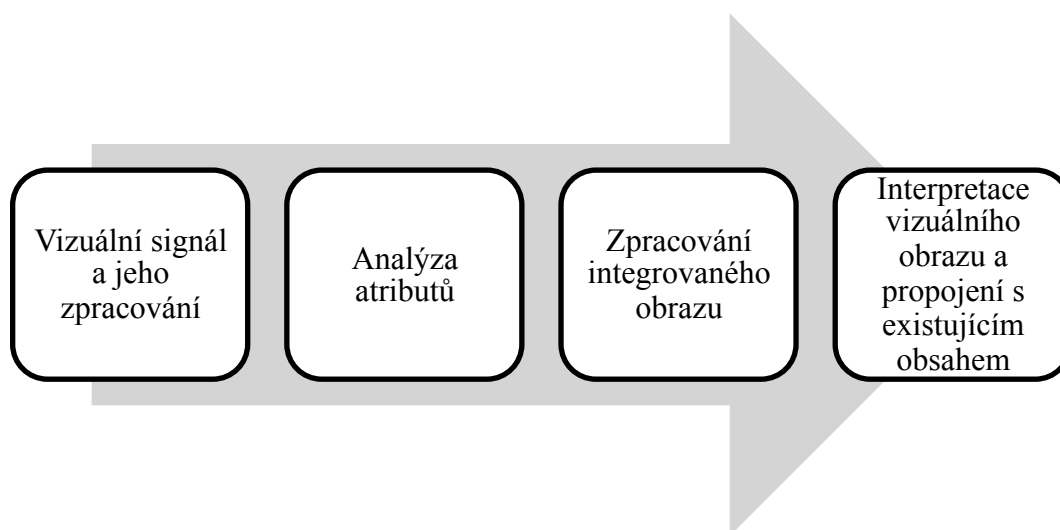 Vizuální signál
a jeho
zpracování
Analýza
atributů
Zpracování
integrovaného
obrazu
Interpretace
vizuálního
obrazu a
propojení s
existujícím
obsahem